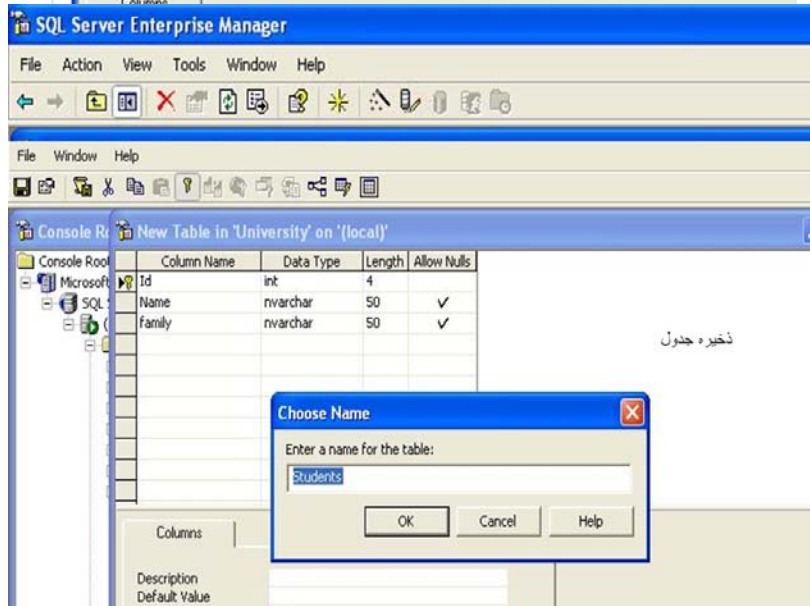 Columns
SQL Server Enterprise Manager
File Action View Tools Window Help
File Window Help
New Table in 'University' on '(local)'
Console Root
Microsoft
SQL
Column Name Data Type Length Allow Nulls
Id int 4
Name nvarchar 50
family nvarchar 50
ذخیره جدول
Choose Name
Enter a name for the table:
Students
OK Cancel Help
Columns
Description
Default Value